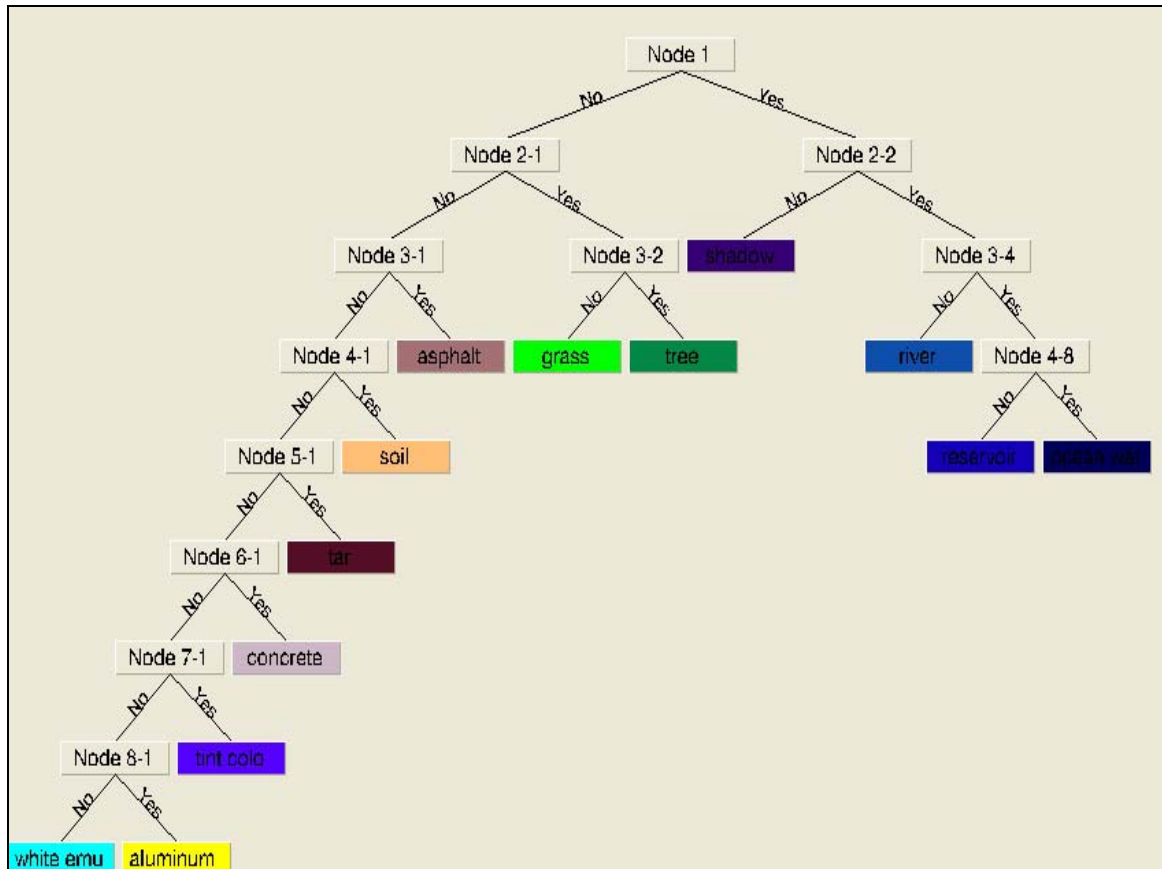 Node 1
No Yes
Node 2-1 Node 2-2
No Yes No Yes
Node 3-1 Node 3-2 shadow Node 3-4
No Yes No Yes No Yes
Node 4-1 asphalt grass tree river Node 4-8
No Yes No Yes
Node 5-1 soil reservoir ocean wat
No Yes
Node 6-1 tar
No Yes
Node 7-1 concrete
No Yes
Node 8-1 tint colo
No Yes
white emu aluminum